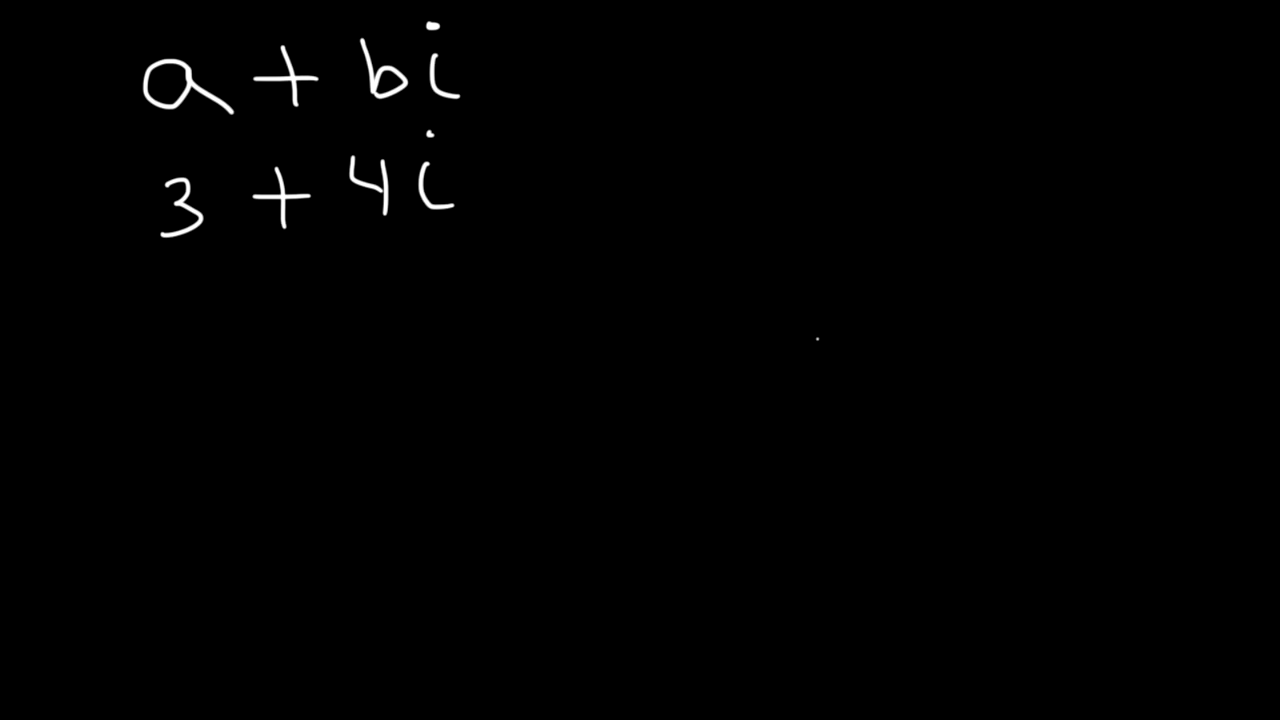 a + bi
3 + 4i